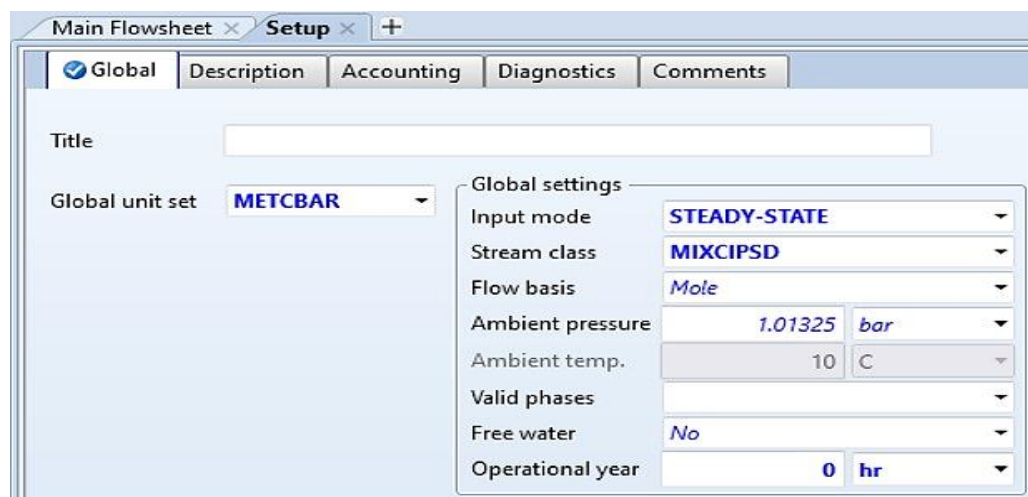 Main Flowsheet × Setup × +
Global Description Accounting Diagnostics Comments
Title
Global unit set METCBAR
Global settings
Input mode STEADY-STATE
Stream class MIXCIPSD
Flow basis Mole
Ambient pressure 1.01325 bar
Ambient temp. 10 C
Valid phases
Free water No
Operational year 0 hr